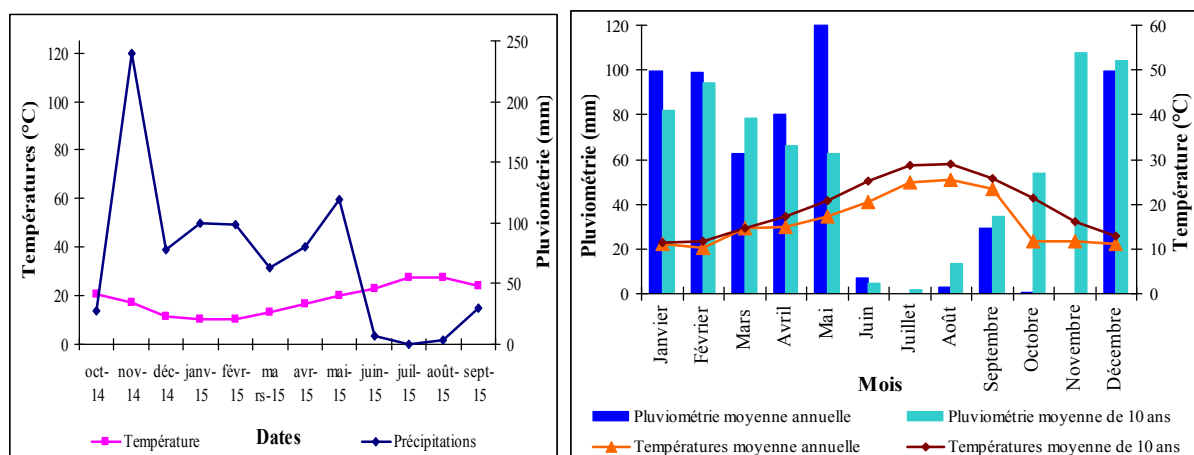 Températures (°C)
120
100
80
60
40
20
0
250
200
150
100
50
0
Pluviométrie (mm)
oct-14
nov-14
déc-14
janv-15
févr-15
ma rs-15
avr-15
mai-15
juin-15
juil-15
août-15
sept-15
Dates
Température
Précipitations
Pluviométrie (mm)
120
100
80
60
40
20
0
60
50
40
30
20
10
0
Température (°C)
Janvier
Février
Mars
Avril
Mai
Juin
Juillet
Août
Septembre
Octobre
Novembre
Décembre
Mois
Pluviométrie moyenne annuelle
Pluviométrie moyenne de 10 ans
Températures moyenne annuelle
Températures moyenne de 10 ans